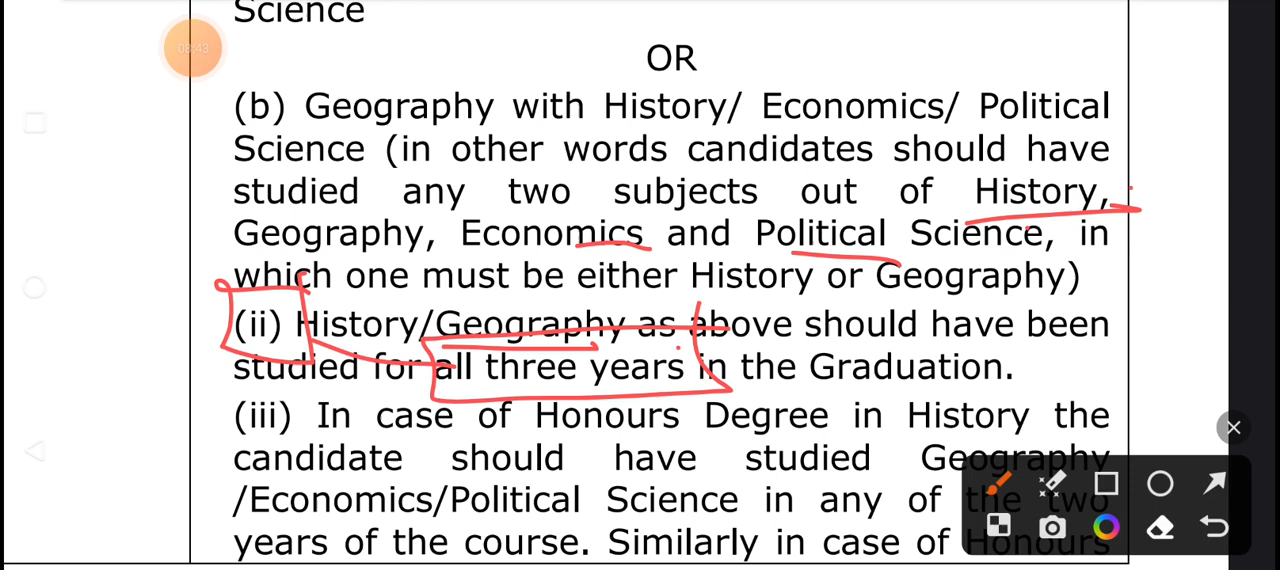 Science
08:43
OR
(b) Geography with History/ Economics/ Political
Science (in other words candidates should have
studied any two subjects out of History,
Geography, Economics and Political Science, in
which one must be either History or Geography)
(ii) History/Geography as above should have been
studied for all three years in the Graduation.
(iii) In case of Honours Degree in History the
candidate should have studied Geography
/Economics/Political Science in any of the two
years of the course. Similarly in case of Honours